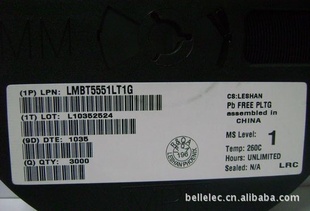 (1P) LPN: LMBT5551LT1G
(1T) LOT: L10352524
(9D) DTE: 1035
(Q) QTY: 3000
C6:LESHAN
Pb FREE PLTG
assembled in
CHINA
MS Level: 1
Temp: 260C
Hours: UNLIMITED
Sealed: N/A
LRC
bellelec.cn.alibaba.com